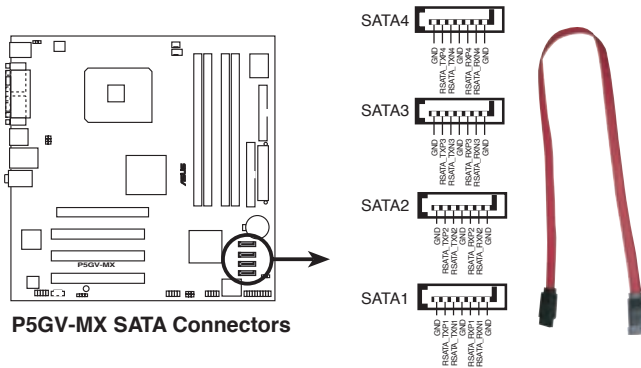 SATA4
GND
RSATA_TXP4
RSATA_TXN4
GND
RSATA_RXP4
RSATA_RXN4
GND
SATA3
GND
RSATA_TXP3
RSATA_TXN3
GND
RSATA_RXP3
RSATA_RXN3
GND
SATA2
GND
RSATA_TXP2
RSATA_TXN2
GND
RSATA_RXP2
RSATA_RXN2
GND
SATA1
GND
RSATA_TXP1
RSATA_TXN1
GND
RSATA_RXP1
RSATA_RXN1
GND
ASUS
P5GV-MX
P5GV-MX SATA Connectors